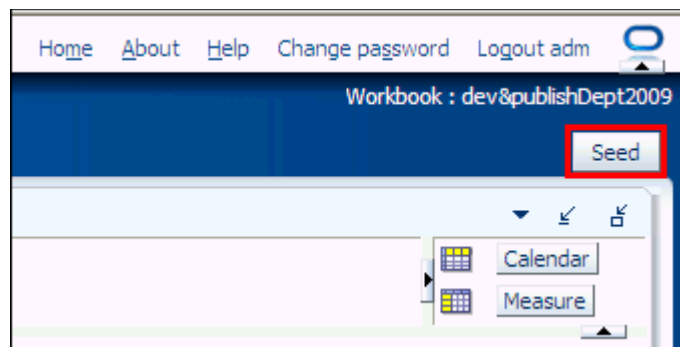 Home About Help Change password Logout adm
Workbook : dev&publishDept2009
Seed
Calendar
Measure